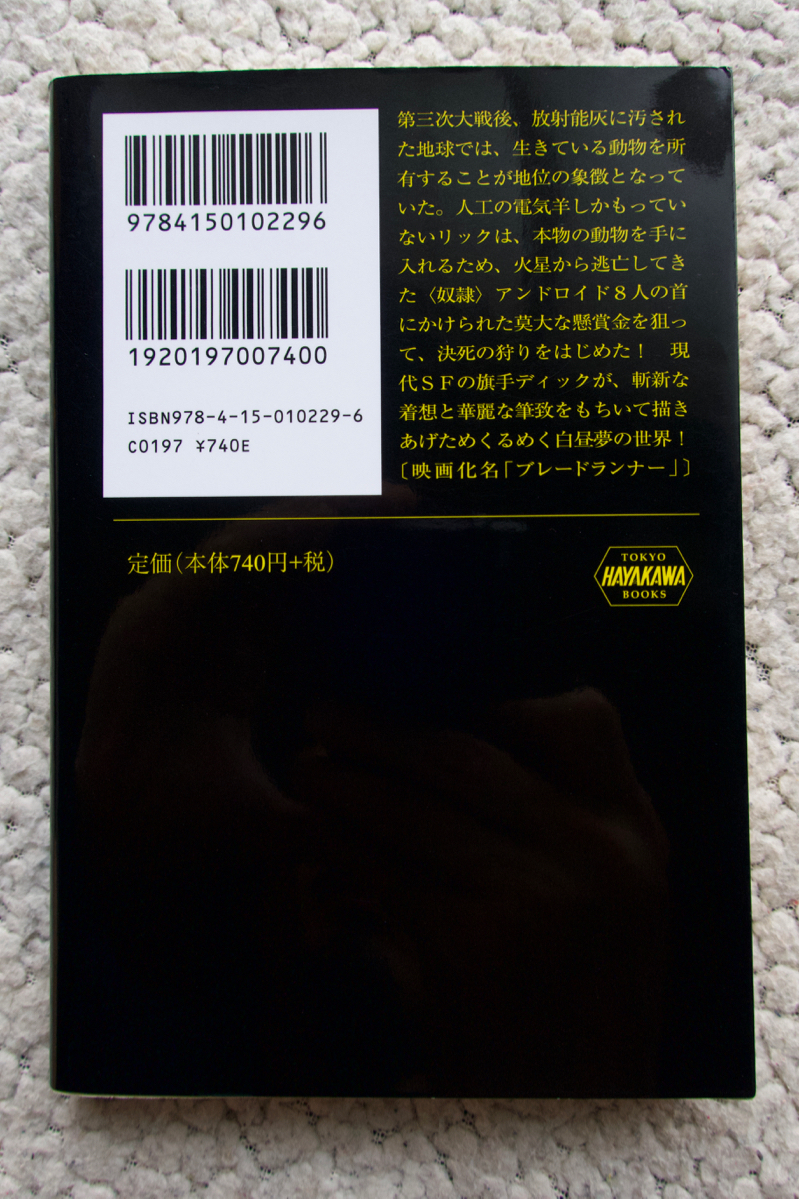 9784150102296
1920197007400
ISBN978-4-15-010229-6
C0197 ¥740E
第三次大戦後、放射能灰に汚され
た地球では、生きている動物を所
有することが地位の象徴となって
いた。人工の電気羊しかもってい
ないリックは、本物の動物を手に
入れるため、火星から逃亡してき
た〈奴隷〉アンドロイド８人の首
にかけられた莫大な懸賞金を狙っ
て、決死の狩りをはじめた！　現
代ＳＦの旗手ディックが、斬新な
着想と華麗な筆致をもちいて描き
あげためくるめく白昼夢の世界！
〔映画化名「ブレードランナー」〕
定価（本体740円+税）
TOKYO
HAYAKAWA
BOOKS